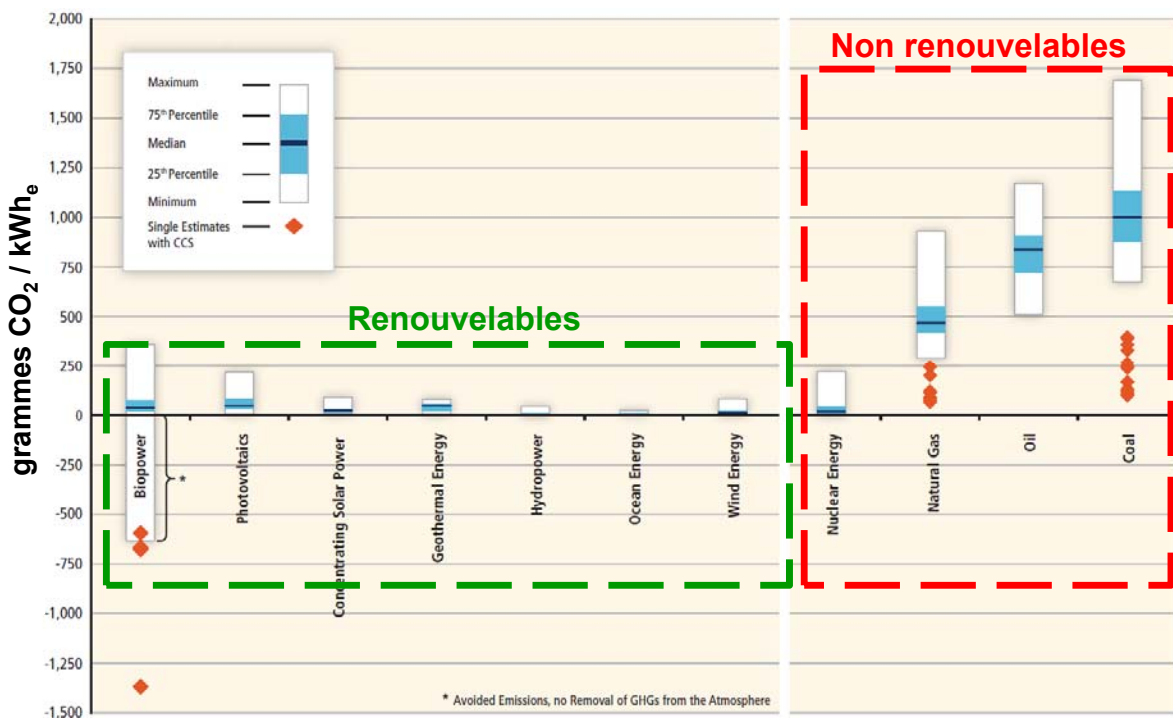 2,000
1,750
1,500
1,250
1,000
750
500
250
0
-250
-500
-750
-1,000
-1,250
-1,500
grammes CO₂ / kWhₑ
Maximum
75th Percentile
Median
25th Percentile
Minimum
Single Estimates
with CCS
Renouvelables
Non renouvelables
Biopower
*
Photovoltaics
Concentrating Solar Power
Geothermal Energy
Hydropower
Ocean Energy
Wind Energy
Nuclear Energy
Natural Gas
Oil
Coal
* Avoided Emissions, no Removal of GHGs from the Atmosphere